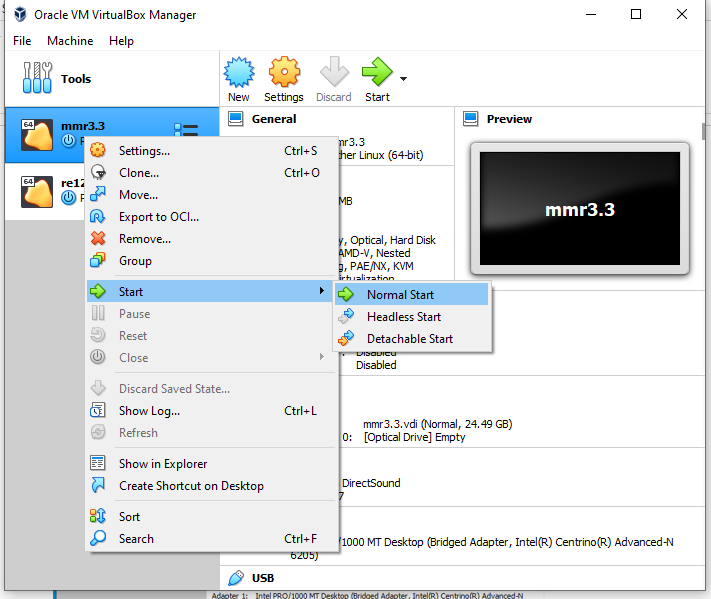 Oracle VM VirtualBox Manager
File Machine Help
Tools
New Settings Discard Start
64 mmr3.3
64 re12
General
mr3.3
ther Linux (64-bit)
MB
y, Optical, Hard Disk
AMD-V, Nested
g, PAE/NX, KVM
Preview
mmr3.3
Settings... Ctrl+S
Clone... Ctrl+O
Move...
Export to OCI...
Remove...
Group
Start
Pause
Reset
Close
Discard Saved State...
Show Log... Ctrl+L
Refresh
Show in Explorer
Create Shortcut on Desktop
Sort
Search Ctrl+F
Normal Start
Headless Start
Detachable Start
Disabled
Disabled
mmr3.3.vdi (Normal, 24.49 GB)
0: [Optical Drive] Empty
DirectSound
7
/1000 MT Desktop (Bridged Adapter, Intel(R) Centrino(R) Advanced-N
6205)
USB
Adapter 1: Intel PRO/1000 MT Desktop (Bridged Adapter, Intel(R) Centrino(R) Advanced-N